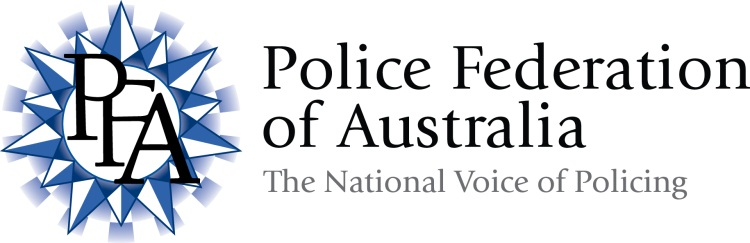 PFA
Police Federation
of Australia
The National Voice of Policing